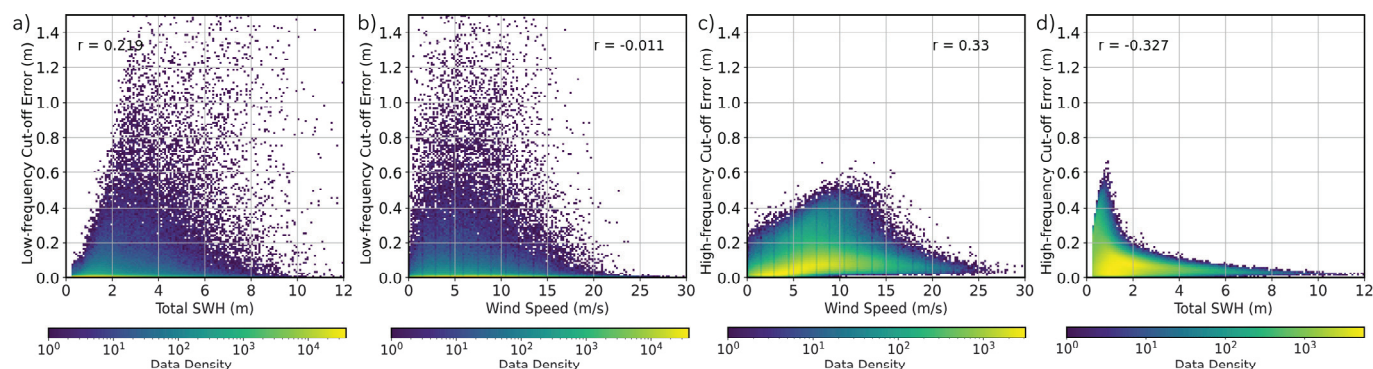 a)
r = 0.219
Low-frequency Cut-off Error (m)
1.4
1.2
1.0
0.8
0.6
0.4
0.2
0.0
0 2 4 6 8 10 12
Total SWH (m)
10^0 10^1 10^2 10^3 10^4
Data Density
b)
r = -0.011
Low-frequency Cut-off Error (m)
1.4
1.2
1.0
0.8
0.6
0.4
0.2
0.0
0 5 10 15 20 25 30
Wind Speed (m/s)
10^0 10^1 10^2 10^3 10^4
Data Density
c)
r = 0.33
High-Frequency Cut-off Error (m)
1.4
1.2
1.0
0.8
0.6
0.4
0.2
0.0
0 5 10 15 20 25 30
Wind Speed (m/s)
10^0 10^1 10^2 10^3
Data Density
d)
r = -0.327
High-Frequency Cut-off Error (m)
1.4
1.2
1.0
0.8
0.6
0.4
0.2
0.0
0 2 4 6 8 10 12
Total SWH (m)
10^0 10^1 10^2 10^3
Data Density